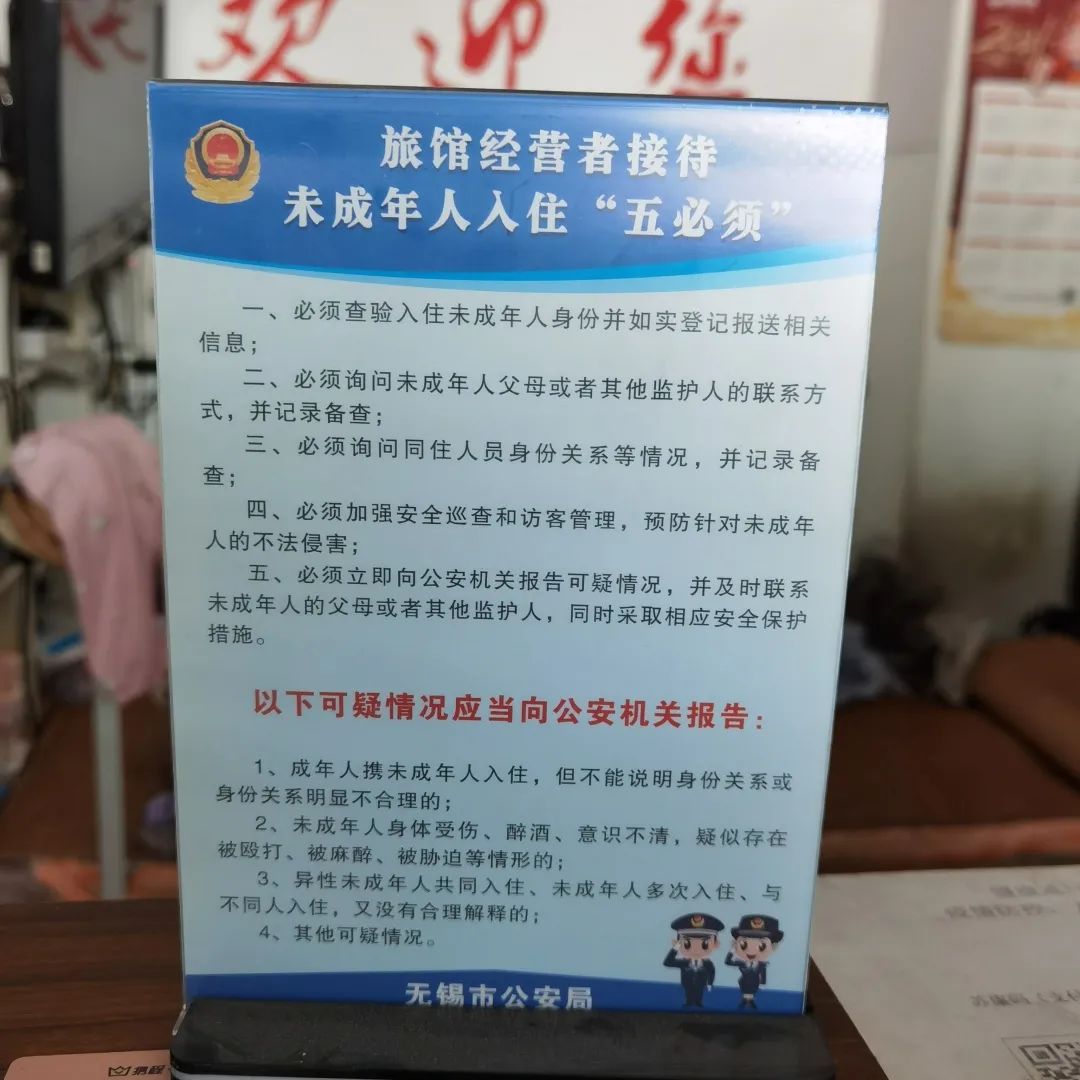 欢迎您
旅馆经营者接待
未成年人入住“五必须”
一、必须查验入住未成年人身份并如实登记报送相关
信息；
二、必须询问未成年人父母或者其他监护人的联系方
式，并记录备查；
三、必须询问同住人员身份关系等情况，并记录备
查；
四、必须加强安全巡查和访客管理，预防针对未成年
人的不法侵害；
五、必须立即向公安机关报告可疑情况，并及时联系
未成年人的父母或者其他监护人，同时采取相应安全保护
措施。
以下可疑情况应当向公安机关报告：
1、成年人携未成年人入住，但不能说明身份关系或
身份关系明显不合理的；
2、未成年人身体受伤、醉酒、意识不清，疑似存在
被殴打、被麻醉、被胁迫等情形的；
3、异性未成年人共同入住、未成年人多次入住、与
不同人入住，又没有合理解释的；
4、其他可疑情况。
无锡市公安局
携程